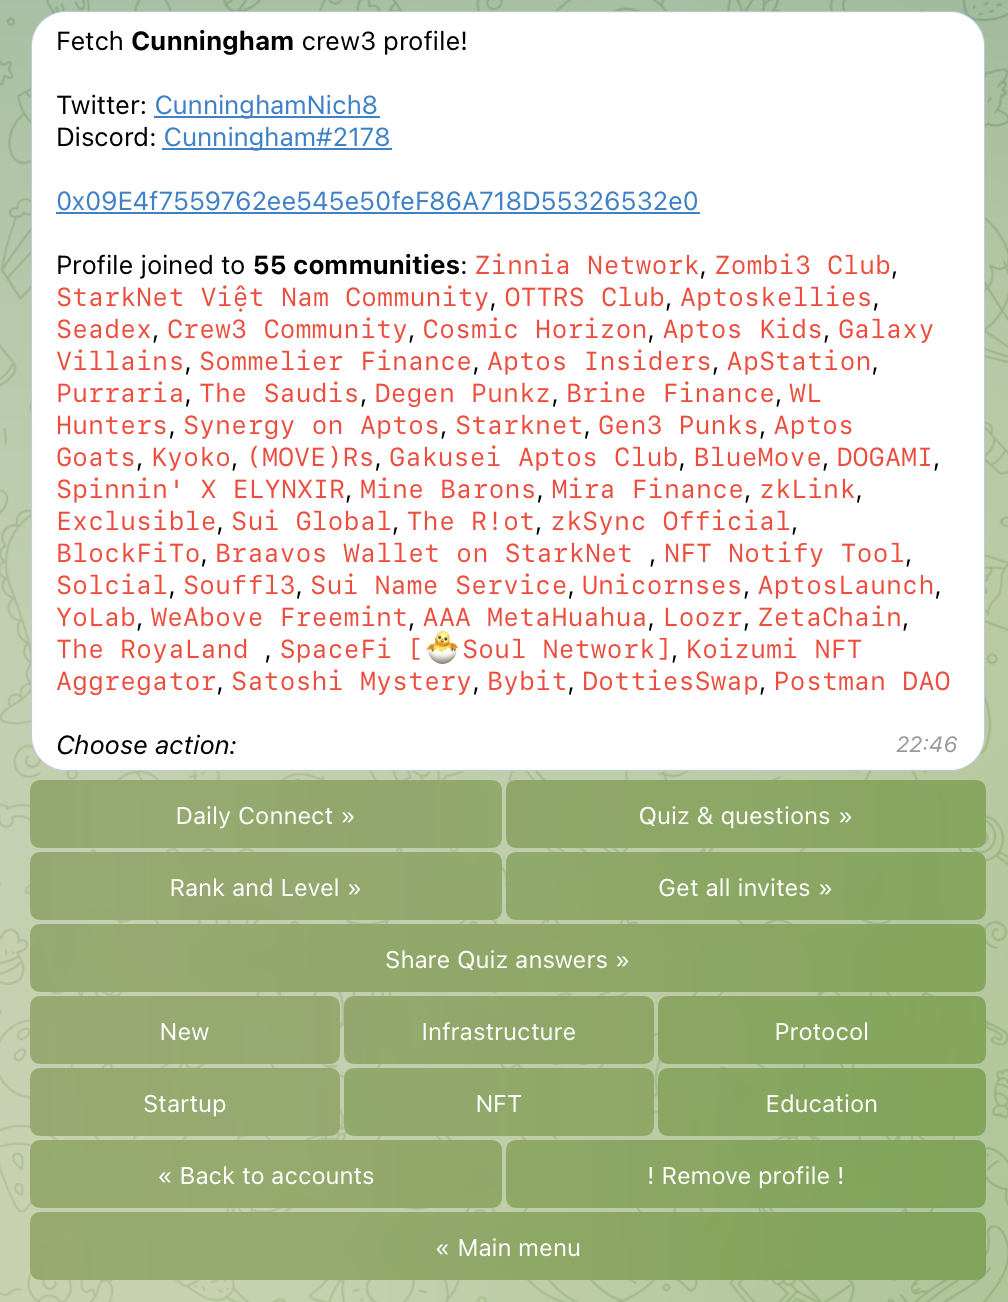 Fetch Cunningham crew3 profile!
Twitter: CunninghamNich8
Discord: Cunningham#2178
0x09E4f7559762ee545e50feF86A718D55326532e0
Profile joined to 55 communities: Zinnia Network, Zombi3 Club,
StarkNet Việt Nam Community, OTTRS Club, Aptoskellies,
Seadex, Crew3 Community, Cosmic Horizon, Aptos Kids, Galaxy
Villains, Sommelier Finance, Aptos Insiders, ApStation,
Purraria, The Saudis, Degen Punkz, Brine Finance, WL
Hunters, Synergy on Aptos, Starknet, Gen3 Punks, Aptos
Goats, Kyoko, (MOVE)Rs, Gakusei Aptos Club, BlueMove, DOGAMI,
Spinnin' X ELYNXIR, Mine Barons, Mira Finance, zkLink,
Exclusible, Sui Global, The R!ot, zkSync Official,
BlockFiTo, Braavos Wallet on StarkNet , NFT Notify Tool,
Solcial, Souffl3, Sui Name Service, Unicornses, AptosLaunch,
YoLab, WeAbove Freemint, AAA MetaHuahua, Loozr, ZetaChain,
The RoyaLand , SpaceFi [🐣Soul Network], Koizumi NFT
Aggregator, Satoshi Mystery, Bybit, DottiesSwap, Postman DAO
Choose action: 22:46
Daily Connect » Quiz & questions »
Rank and Level » Get all invites »
Share Quiz answers »
New Infrastructure Protocol
Startup NFT Education
« Back to accounts ! Remove profile !
« Main menu